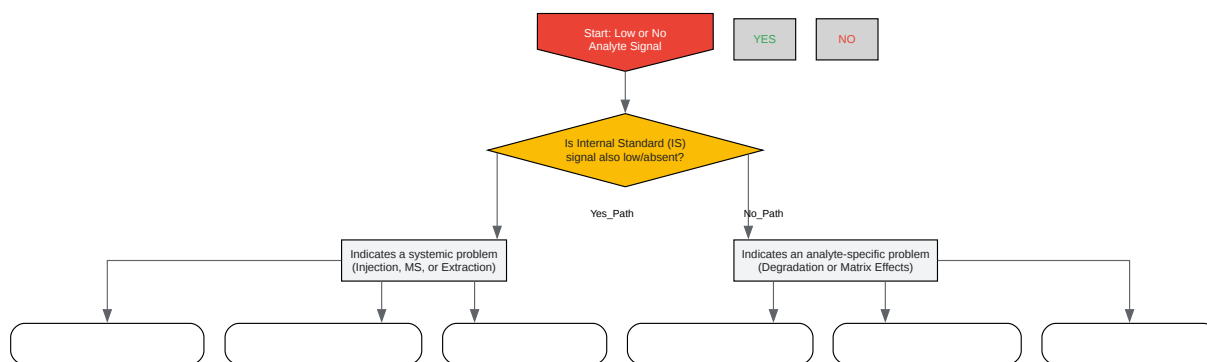 Start: Low or No
Analyte Signal
YES
NO
Is Internal Standard (IS)
signal also low/absent?
Yes_Path
No_Path
Indicates a systemic problem
(Injection, MS, or Extraction)
Indicates an analyte-specific problem
(Degradation or Matrix Effects)